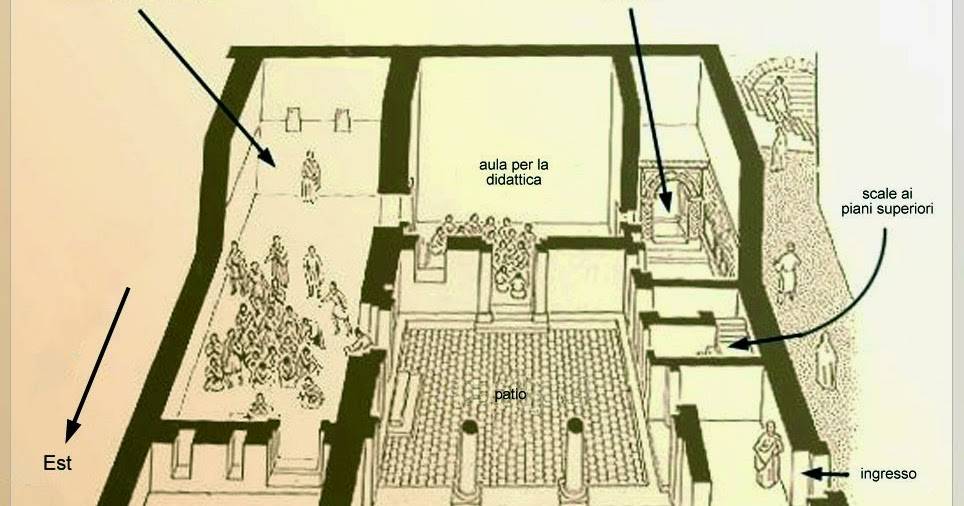 aula per la
didattica
scale ai
piani superiori
patio
Est
ingresso